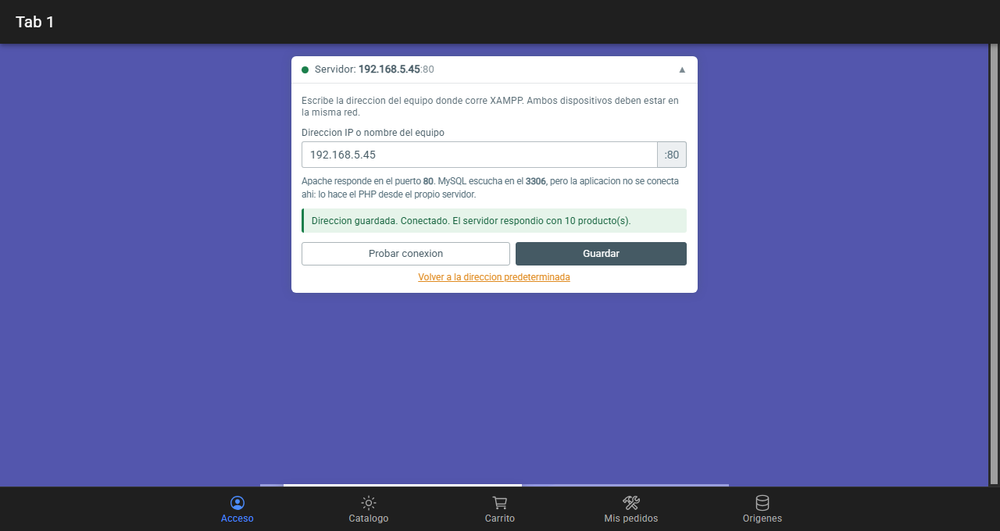 Tab 1
Servidor: 192.168.5.45:80 ▲
Escribe la direccion del equipo donde corre XAMPP. Ambos dispositivos deben estar en
la misma red.
Direccion IP o nombre del equipo
192.168.5.45 :80
Apache responde en el puerto 80. MySQL escucha en el 3306, pero la aplicacion no se conecta
ahi: lo hace el PHP desde el propio servidor.
Direccion guardada. Conectado. El servidor respondio con 10 producto(s).
Probar conexion Guardar
Volver a la direccion predeterminada
Acceso Catalogo Carrito Mis pedidos Origenes